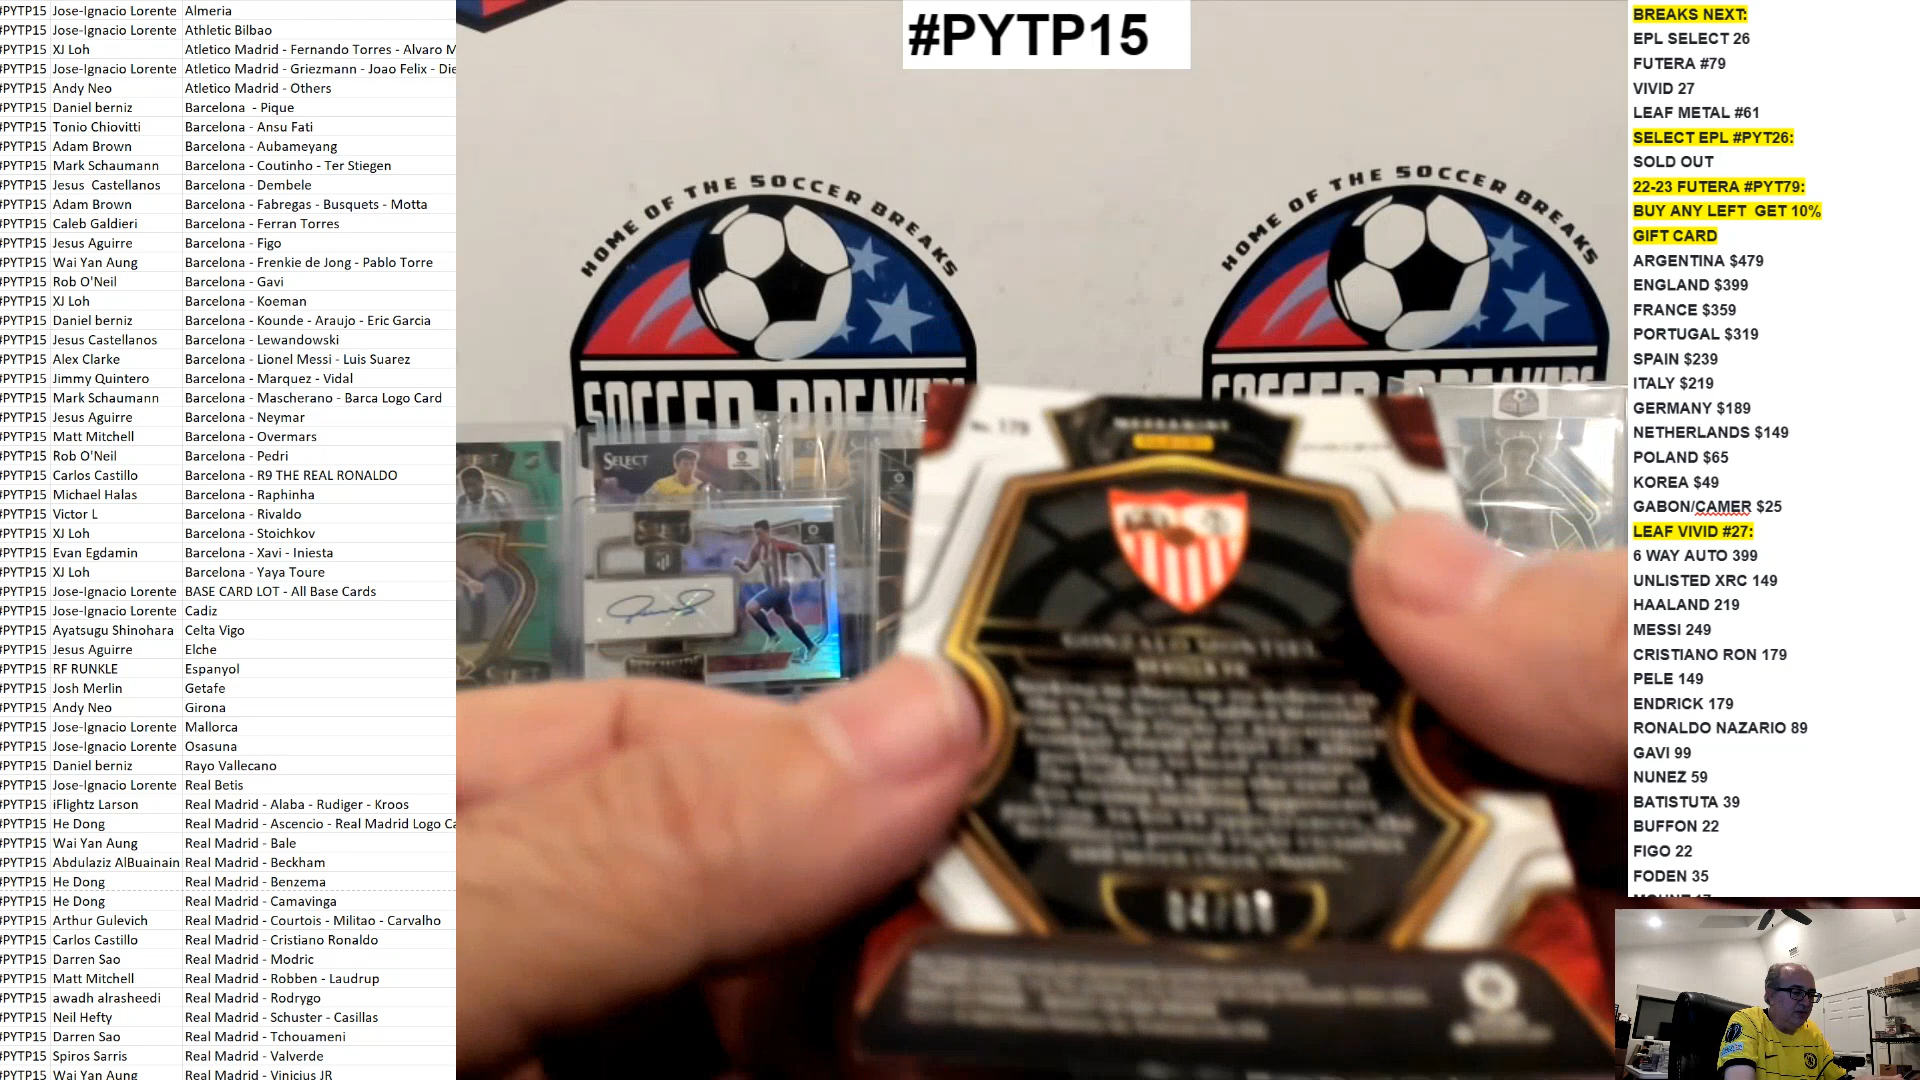 #PYTP15 Jose-Ignacio Lorente Almeria
#PYTP15 Jose-Ignacio Lorente Athletic Bilbao
#PYTP15 XJ Loh Atletico Madrid - Fernando Torres - Alvaro M
#PYTP15 Jose-Ignacio Lorente Atletico Madrid - Griezmann - Joao Felix - Die
#PYTP15 Andy Neo Atletico Madrid - Others
#PYTP15 Daniel berniz Barcelona - Pique
#PYTP15 Tonio Chiovitti Barcelona - Ansu Fati
#PYTP15 Adam Brown Barcelona - Aubameyang
#PYTP15 Mark Schaumann Barcelona - Coutinho - Ter Stiegen
#PYTP15 Jesus Castellanos Barcelona - Dembele
#PYTP15 Adam Brown Barcelona - Fabregas - Busquets - Motta
#PYTP15 Caleb Galdieri Barcelona - Ferran Torres
#PYTP15 Jesus Aguirre Barcelona - Figo
#PYTP15 Wai Yan Aung Barcelona - Frenkie de Jong - Pablo Torre
#PYTP15 Rob O'Neil Barcelona - Gavi
#PYTP15 XJ Loh Barcelona - Koeman
#PYTP15 Daniel berniz Barcelona - Kounde - Araujo - Eric Garcia
#PYTP15 Jesus Castellanos Barcelona - Lewandowski
#PYTP15 Alex Clarke Barcelona - Lionel Messi - Luis Suarez
#PYTP15 Jimmy Quintero Barcelona - Marquez - Vidal
#PYTP15 Mark Schaumann Barcelona - Mascherano - Barca Logo Card
#PYTP15 Jesus Aguirre Barcelona - Neymar
#PYTP15 Matt Mitchell Barcelona - Overmars
#PYTP15 Rob O'Neil Barcelona - Pedri
#PYTP15 Carlos Castillo Barcelona - R9 THE REAL RONALDO
#PYTP15 Michael Halas Barcelona - Raphinha
#PYTP15 Victor L Barcelona - Rivaldo
#PYTP15 XJ Loh Barcelona - Stoichkov
#PYTP15 Evan Egdamin Barcelona - Xavi - Iniesta
#PYTP15 XJ Loh Barcelona - Yaya Toure
#PYTP15 Jose-Ignacio Lorente BASE CARD LOT - All Base Cards
#PYTP15 Jose-Ignacio Lorente Cadiz
#PYTP15 Ayatsugu Shinohara Celta Vigo
#PYTP15 Jesus Aguirre Elche
#PYTP15 RF RUNKLE Espanyol
#PYTP15 Josh Merlin Getafe
#PYTP15 Andy Neo Girona
#PYTP15 Jose-Ignacio Lorente Mallorca
#PYTP15 Jose-Ignacio Lorente Osasuna
#PYTP15 Daniel berniz Rayo Vallecano
#PYTP15 Jose-Ignacio Lorente Real Betis
#PYTP15 iFlightz Larson Real Madrid - Alaba - Rudiger - Kroos
#PYTP15 He Dong Real Madrid - Ascencio - Real Madrid Logo Ca
#PYTP15 Wai Yan Aung Real Madrid - Bale
#PYTP15 Abdulaziz AlBuainain Real Madrid - Beckham
#PYTP15 He Dong Real Madrid - Benzema
#PYTP15 He Dong Real Madrid - Camavinga
#PYTP15 Arthur Gulevich Real Madrid - Courtois - Militao - Carvalho
#PYTP15 Carlos Castillo Real Madrid - Cristiano Ronaldo
#PYTP15 Darren Sao Real Madrid - Modric
#PYTP15 Matt Mitchell Real Madrid - Robben - Laudrup
#PYTP15 awadh alrasheedi Real Madrid - Rodrygo
#PYTP15 Neil Hefty Real Madrid - Schuster - Casillas
#PYTP15 Darren Sao Real Madrid - Tchouameni
#PYTP15 Spiros Sarris Real Madrid - Valverde
#PYTP15 Wai Yan Aung Real Madrid - Vinicius JR
#PYTP15
HOME OF THE SOCCER BREAKS
SOCCER BREAKERS
HOME OF THE SOCCER BREAKS
SOCCER BREAKERS
SELECT
No. 179
MEZZANINE
GONZALO MONTIEL
SEVILLA FC
BREAKS NEXT:
EPL SELECT 26
FUTERA #79
VIVID 27
LEAF METAL #61
SELECT EPL #PYT26:
SOLD OUT
22-23 FUTERA #PYT79:
BUY ANY LEFT GET 10%
GIFT CARD
ARGENTINA $479
ENGLAND $399
FRANCE $359
PORTUGAL $319
SPAIN $239
ITALY $219
GERMANY $189
NETHERLANDS $149
POLAND $65
KOREA $49
GABON/CAMER $25
LEAF VIVID #27:
6 WAY AUTO 399
UNLISTED XRC 149
HAALAND 219
MESSI 249
CRISTIANO RON 179
PELE 149
ENDRICK 179
RONALDO NAZARIO 89
GAVI 99
NUNEZ 59
BATISTUTA 39
BUFFON 22
FIGO 22
FODEN 35